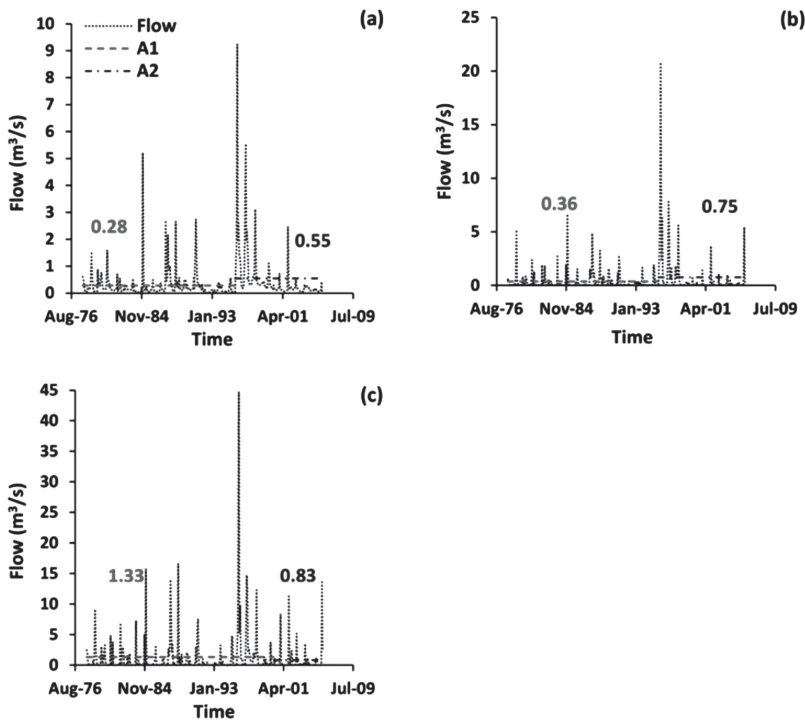 (a)
Flow
A1
A2
10
9
8
7
6
5
4
3
2
1
0
Flow (m³/s)
0.28
0.55
Aug-76 Nov-84 Jan-93 Apr-01 Jul-09
Time
(b)
25
20
15
10
5
0
Flow (m³/s)
0.36
0.75
Aug-76 Nov-84 Jan-93 Apr-01 Jul-09
Time
(c)
45
40
35
30
25
20
15
10
5
0
Flow (m³/s)
1.33
0.83
Aug-76 Nov-84 Jan-93 Apr-01 Jul-09
Time